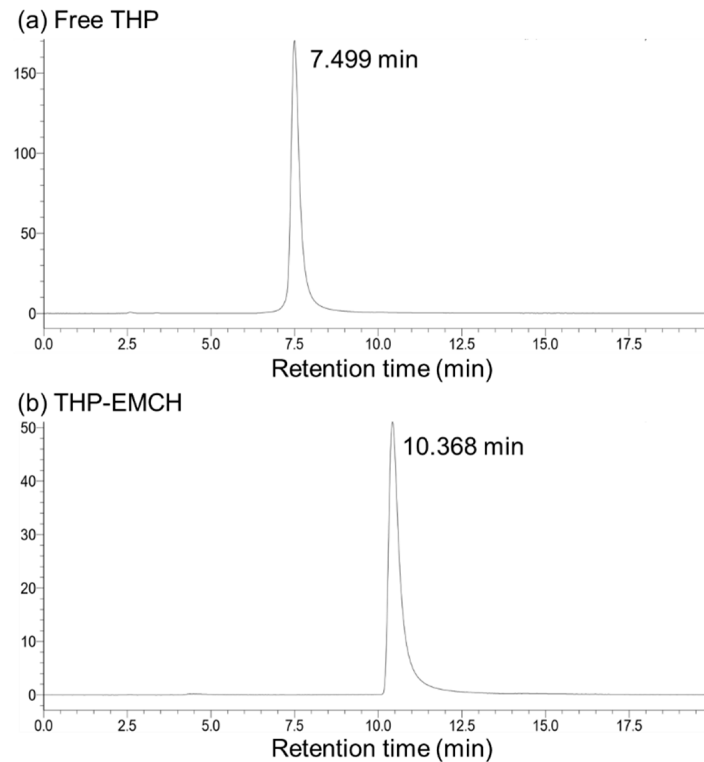 (a) Free THP
7.499 min
150
100
50
0
0.0 2.5 5.0 7.5 10.0 12.5 15.0 17.5
Retention time (min)
(b) THP-EMCH
10.368 min
50
40
30
20
10
0
0.0 2.5 5.0 7.5 10.0 12.5 15.0 17.5
Retention time (min)